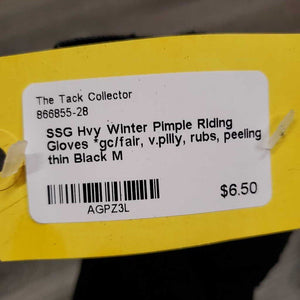 The Tack Collector
866855-28
SSG Hvy Winter Pimple Riding
Gloves *gc/fair, v.pilly, rubs, peeling
thin Black M
$6.50
AGPZ3L